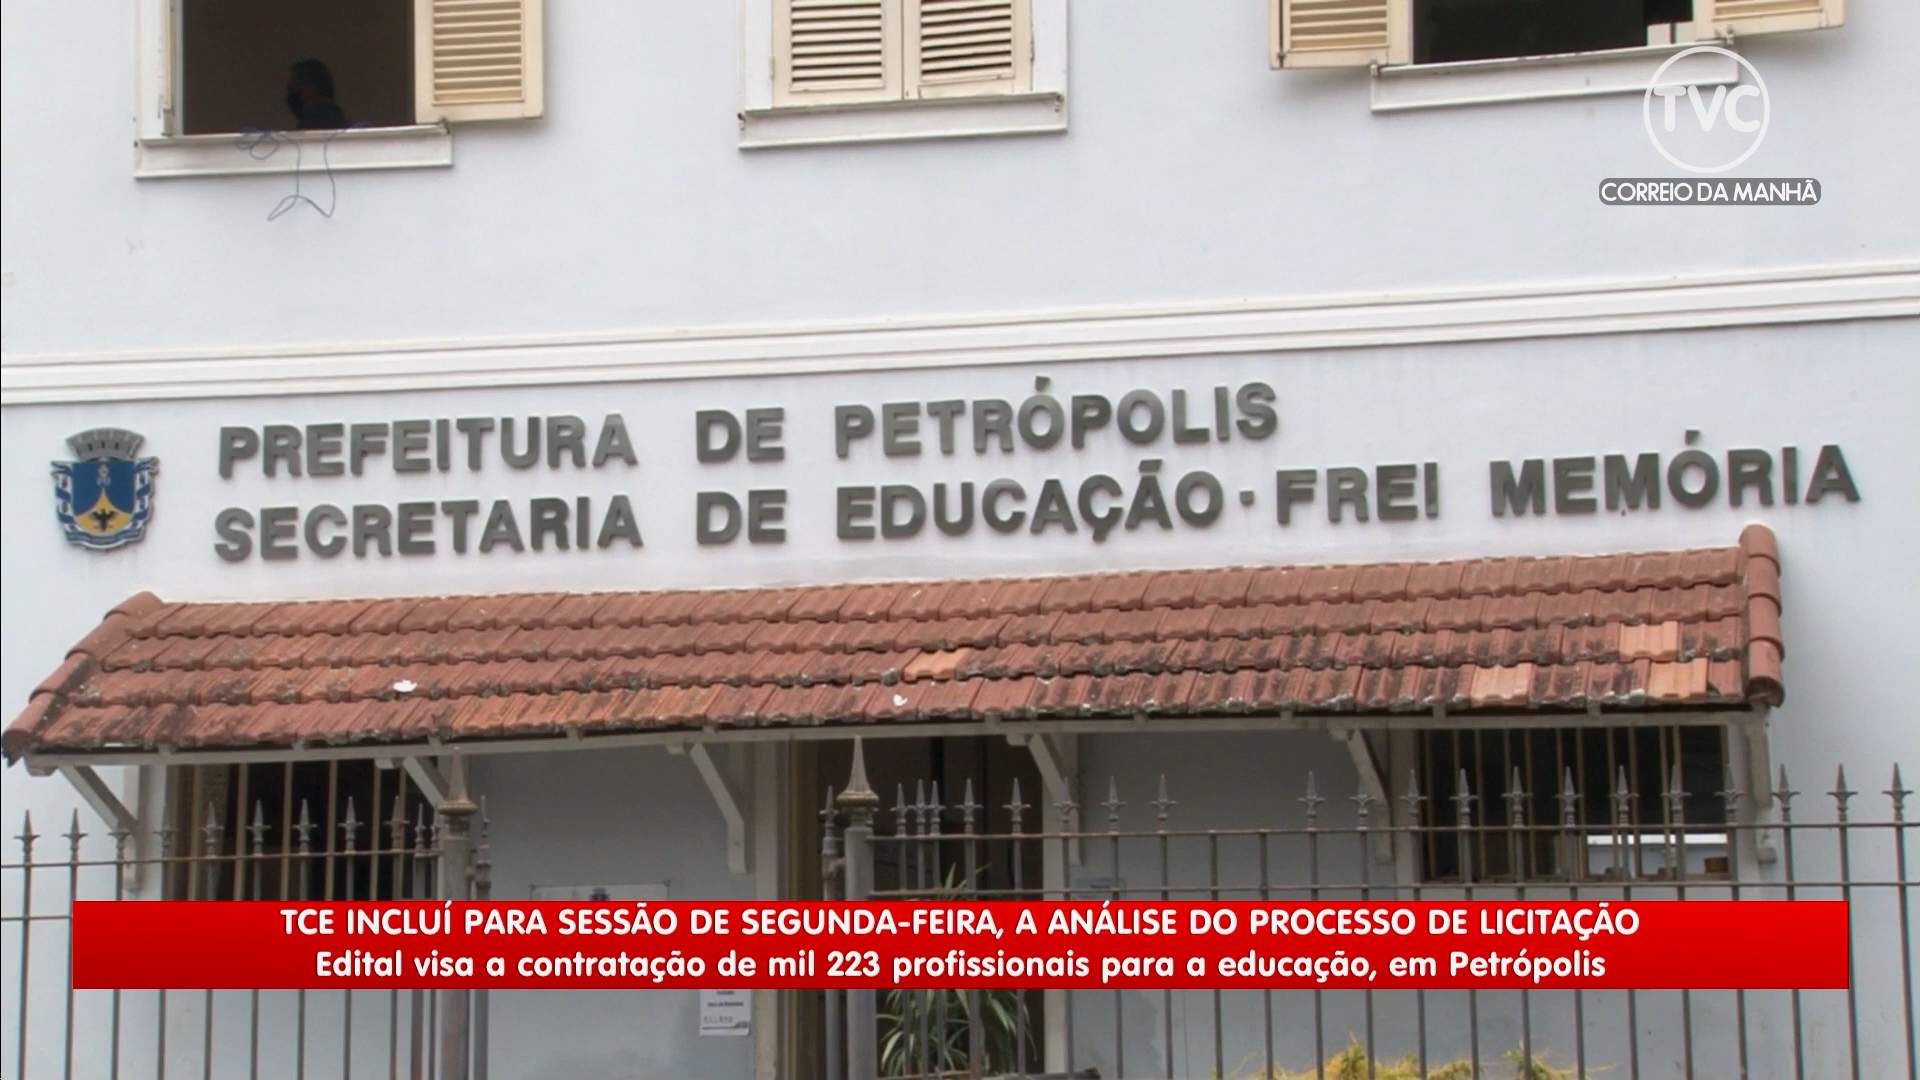 TVC
CORREIO DA MANHÃ
PREFEITURA DE PETRÓPOLIS
SECRETARIA DE EDUCAÇÃO · FREI MEMÓRIA
TCE INCLUÍ PARA SESSÃO DE SEGUNDA-FEIRA, A ANÁLISE DO PROCESSO DE LICITAÇÃO
Edital visa a contratação de mil 223 profissionais para a educação, em Petrópolis